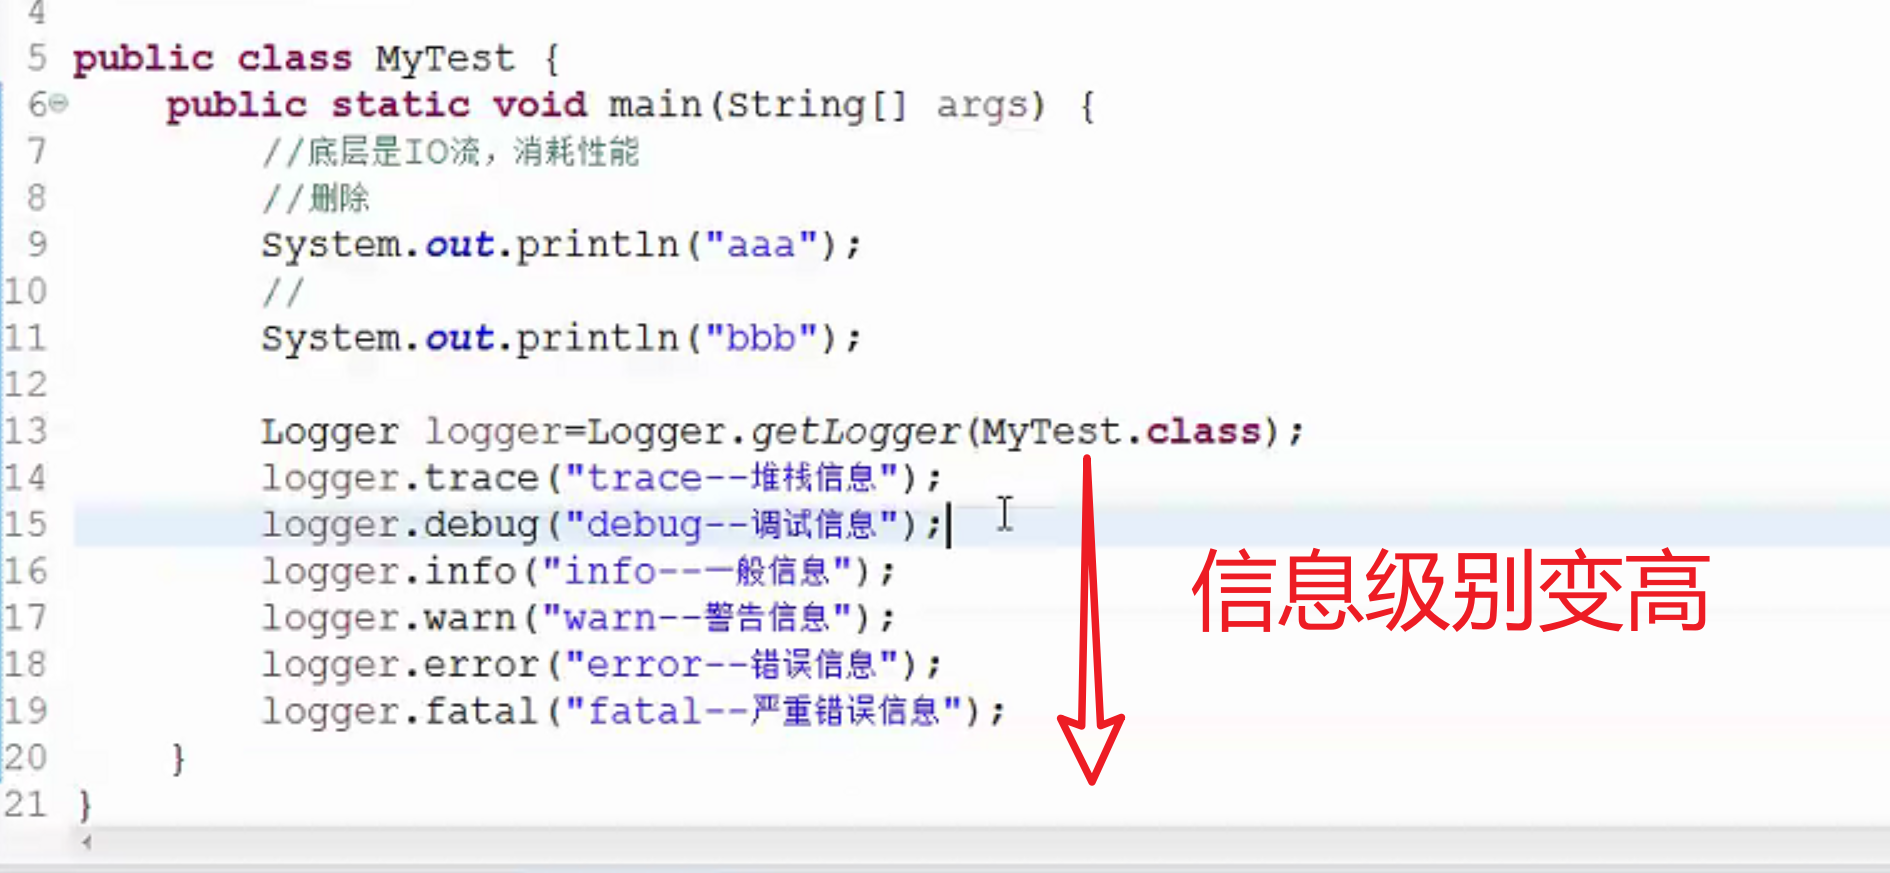 4
5 public class MyTest {
6 public static void main(String[] args) {
7 //底层是IO流，消耗性能
8 //删除
9 System.out.println("aaa");
10 //
11 System.out.println("bbb");
12
13 Logger logger=Logger.getLogger(MyTest.class);
14 logger.trace("trace--堆栈信息");
15 logger.debug("debug--调试信息");
16 logger.info("info--一般信息");
17 logger.warn("warn--警告信息");
18 logger.error("error--错误信息");
19 logger.fatal("fatal--严重错误信息");
20 }
21 }
信息级别变高